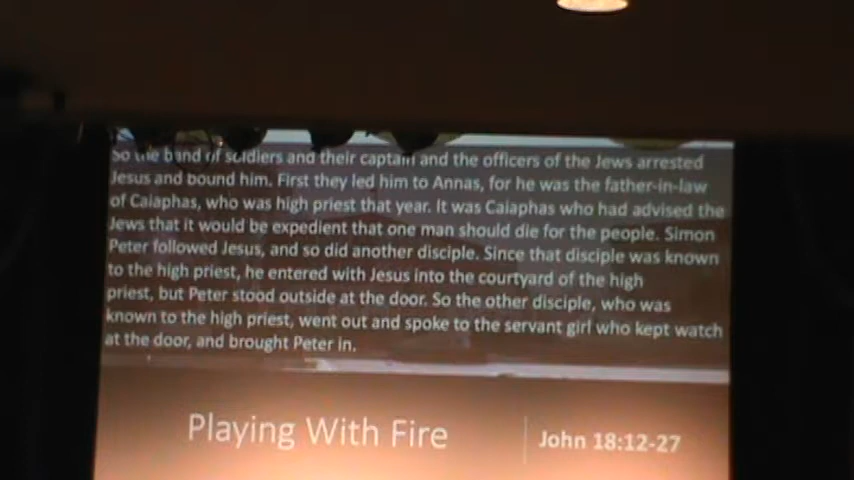 So the band of soldiers and their captain and the officers of the Jews arrested
Jesus and bound him. First they led him to Annas, for he was the father-in-law
of Caiaphas, who was high priest that year. It was Caiaphas who had advised the
Jews that it would be expedient that one man should die for the people. Simon
Peter followed Jesus, and so did another disciple. Since that disciple was known
to the high priest, he entered with Jesus into the courtyard of the high
priest, but Peter stood outside at the door. So the other disciple, who was
known to the high priest, went out and spoke to the servant girl who kept watch
at the door, and brought Peter in.
Playing With Fire
John 18:12-27